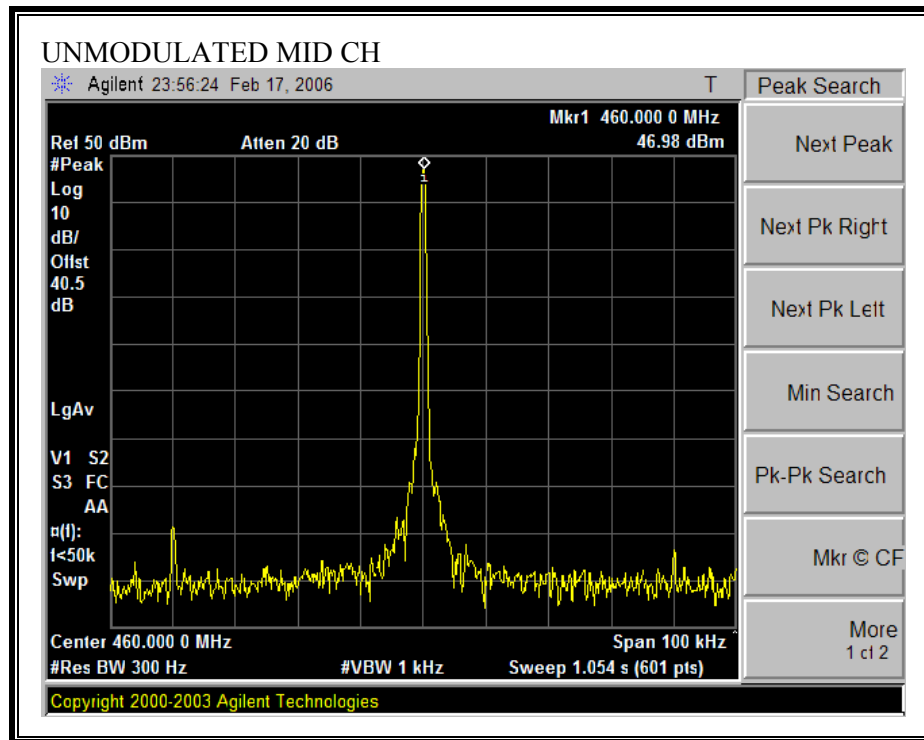 UNMODULATED MID CH
Agilent 23:56:24 Feb 17, 2006 T
Peak Search
Mkr1 460.000 0 MHz
Ref 50 dBm Atten 20 dB 46.98 dBm
#Peak
Log
10
dB/
Offst
40.5
dB
LgAv
V1 S2
S3 FC
AA
¤(f):
f<50k
Swp
1
Center 460.000 0 MHz Span 100 kHz ^
#Res BW 300 Hz #VBW 1 kHz Sweep 1.054 s (601 pts)
Copyright 2000-2003 Agilent Technologies
Next Peak
Next Pk Right
Next Pk Left
Min Search
Pk-Pk Search
Mkr © CF
More
1 of 2